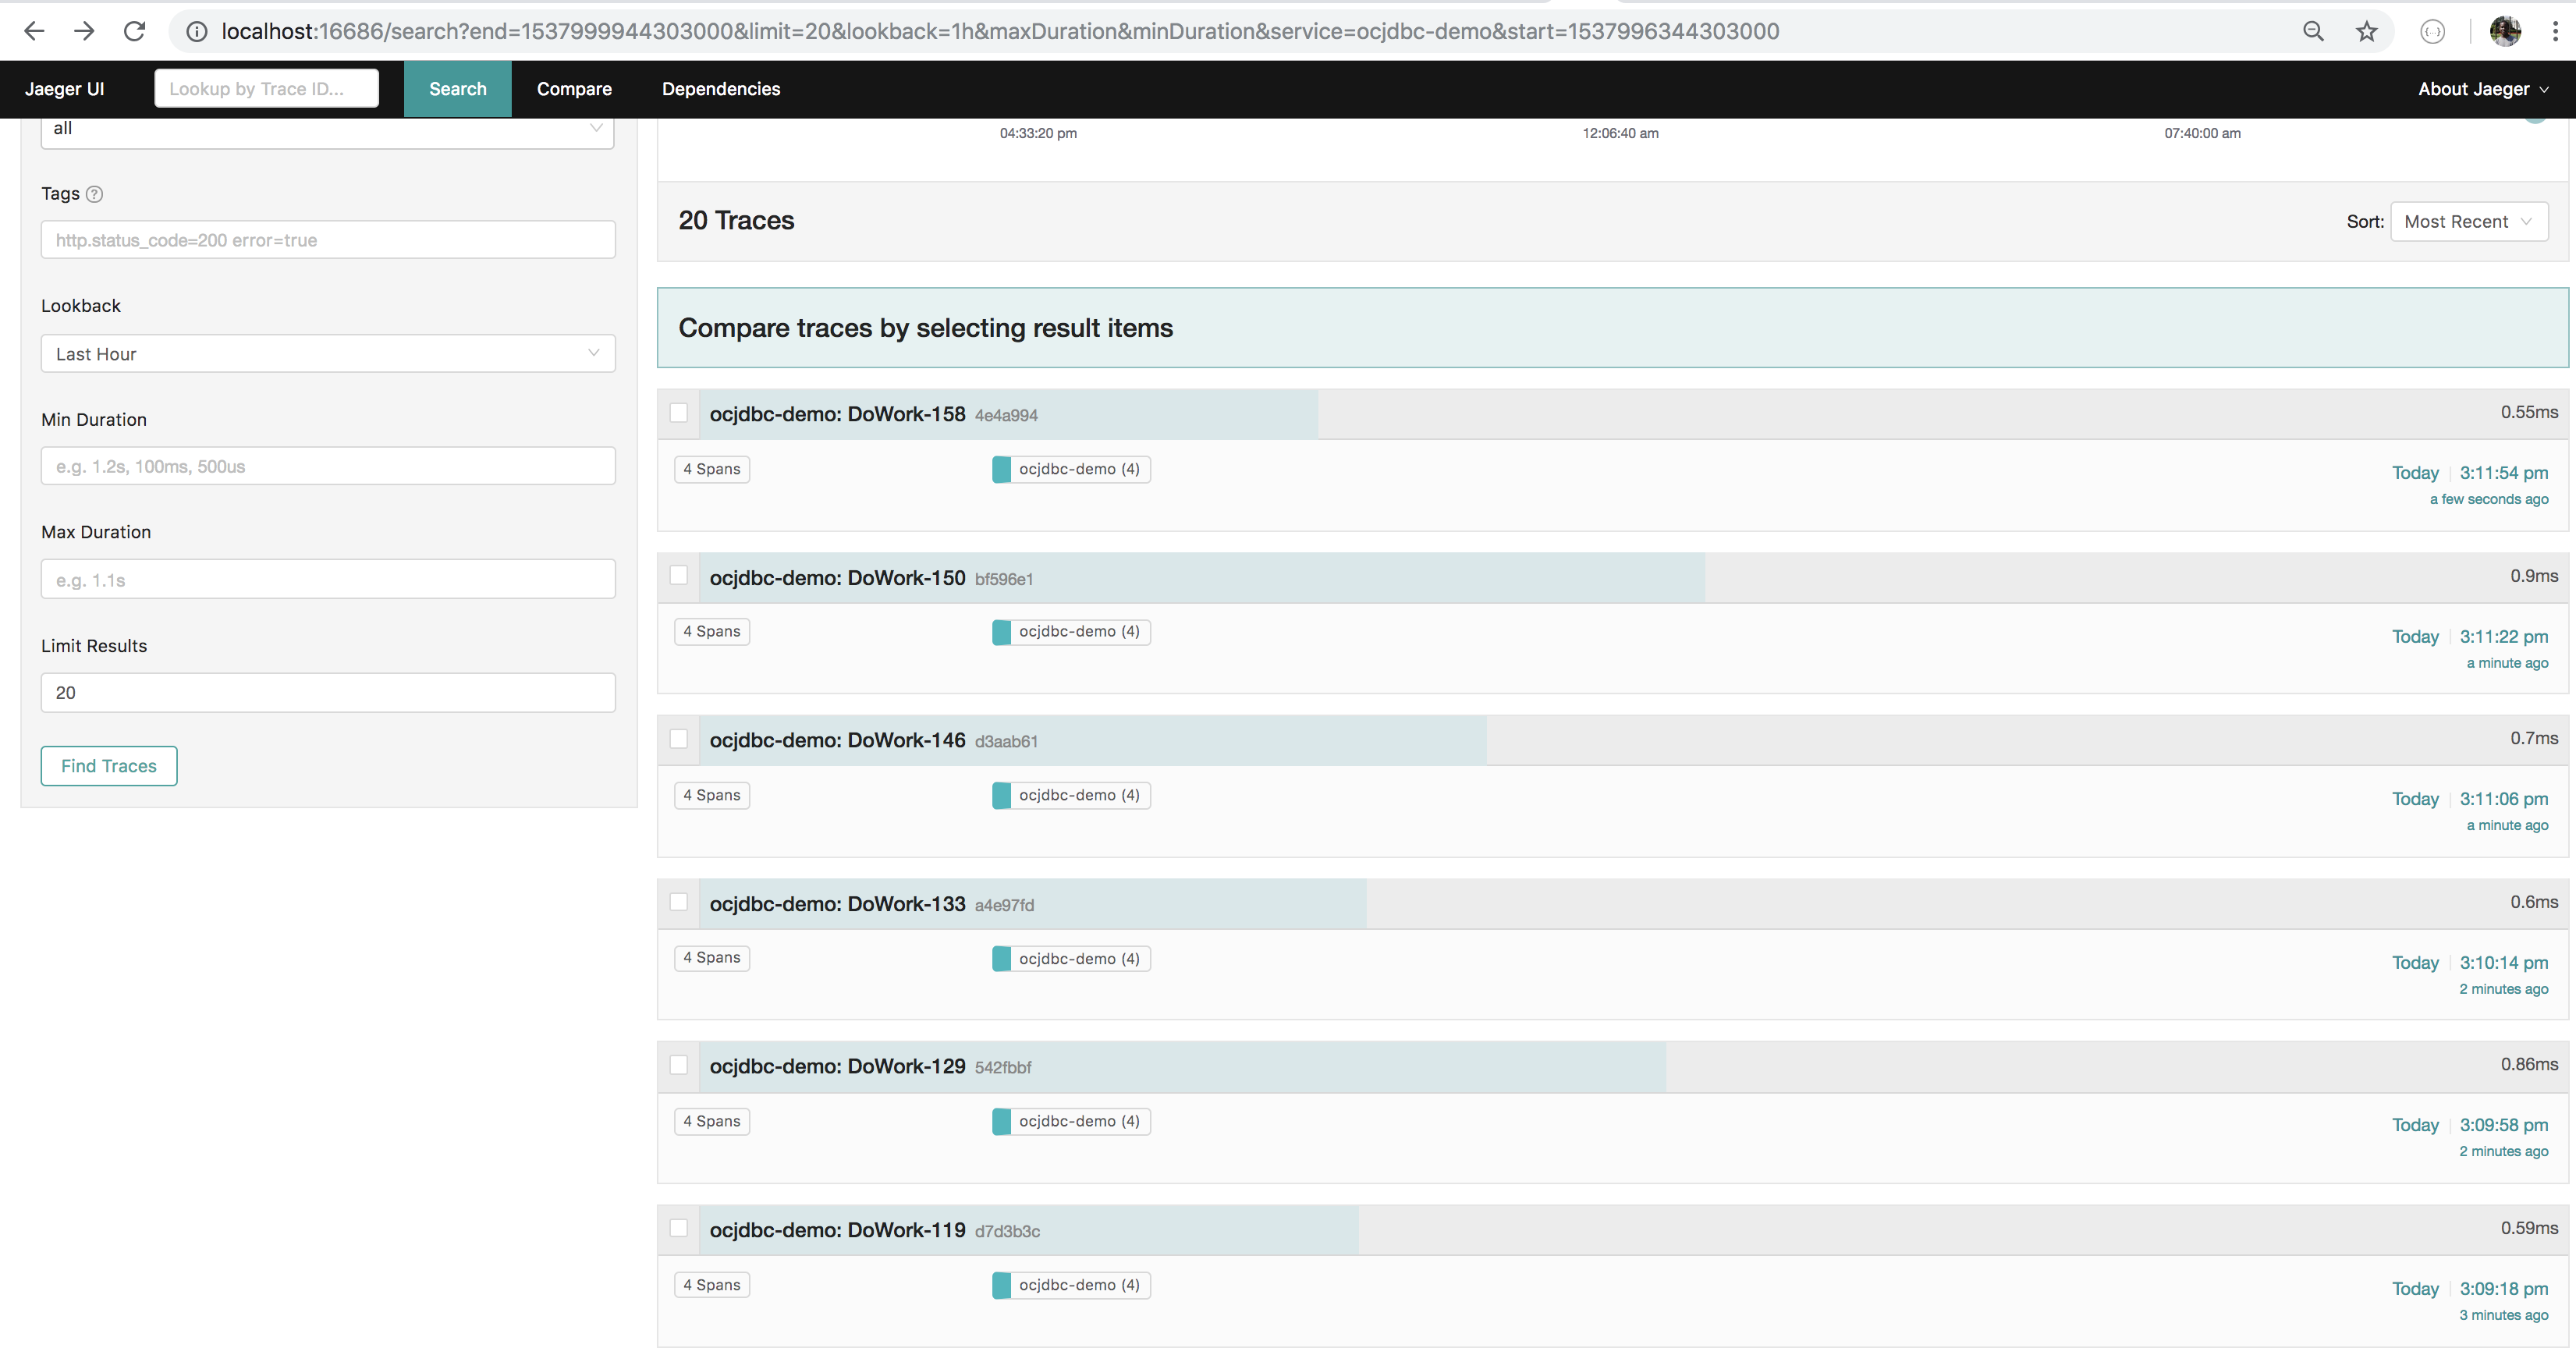 localhost:16686/search?end=1537999944303000&limit=20&lookback=1h&maxDuration&minDuration&service=ocjdbc-demo&start=1537996344303000
Jaeger UI
Lookup by Trace ID...
Search
Compare
Dependencies
About Jaeger
all
Tags
http.status_code=200 error=true
Lookback
Last Hour
Min Duration
e.g. 1.2s, 100ms, 500us
Max Duration
e.g. 1.1s
Limit Results
20
Find Traces
04:33:20 pm 12:06:40 am 07:40:00 am
20 Traces
Sort: Most Recent
Compare traces by selecting result items
ocjdbc-demo: DoWork-158 4e4a994 0.55ms
4 Spans ocjdbc-demo (4) Today 3:11:54 pm
a few seconds ago
ocjdbc-demo: DoWork-150 bf596e1 0.9ms
4 Spans ocjdbc-demo (4) Today 3:11:22 pm
a minute ago
ocjdbc-demo: DoWork-146 d3aab61 0.7ms
4 Spans ocjdbc-demo (4) Today 3:11:06 pm
a minute ago
ocjdbc-demo: DoWork-133 a4e97fd 0.6ms
4 Spans ocjdbc-demo (4) Today 3:10:14 pm
2 minutes ago
ocjdbc-demo: DoWork-129 542fbbf 0.86ms
4 Spans ocjdbc-demo (4) Today 3:09:58 pm
2 minutes ago
ocjdbc-demo: DoWork-119 d7d3b3c 0.59ms
4 Spans ocjdbc-demo (4) Today 3:09:18 pm
3 minutes ago